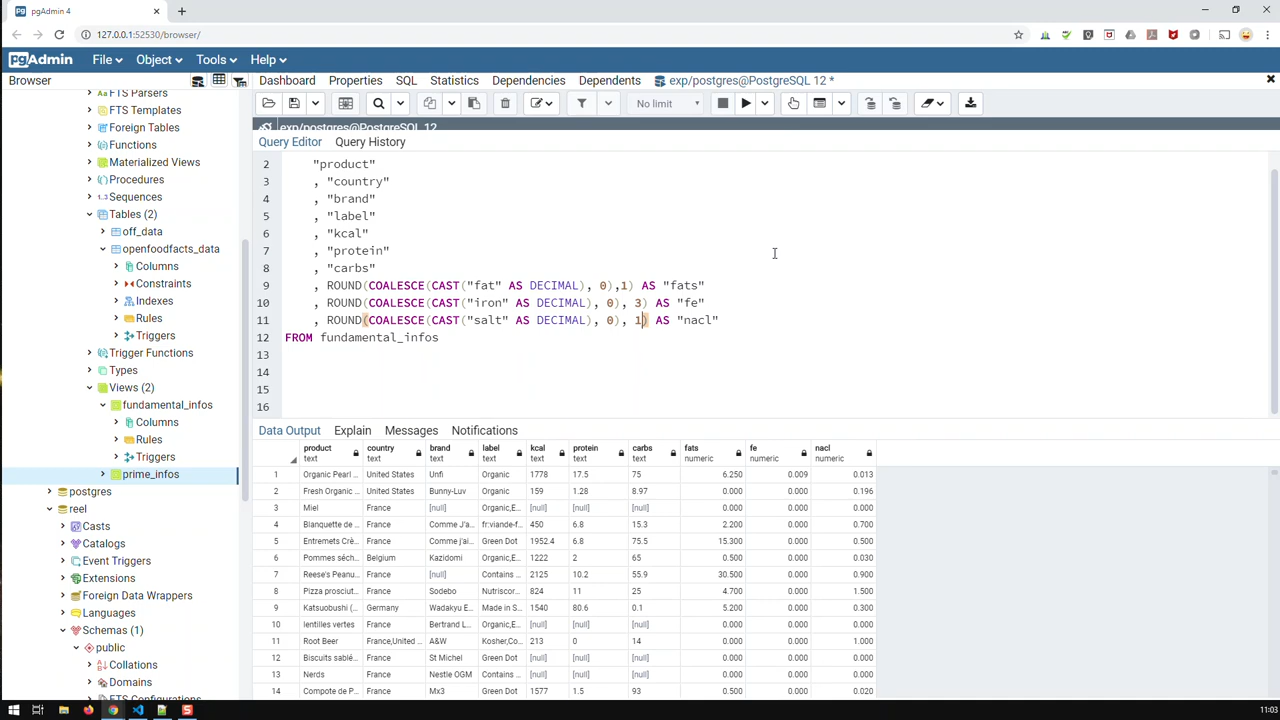 pgAdmin 4
127.0.0.1:52530/browser/
pgAdmin File Object Tools Help
Browser
Dashboard Properties SQL Statistics Dependencies Dependents exp/postgres@PostgreSQL 12 *
No limit
exp/postgres@PostgreSQL 12
Query Editor Query History
FTS Parsers
FTS Templates
Foreign Tables
Functions
Materialized Views
Procedures
Sequences
Tables (2)
off_data
openfoodfacts_data
Columns
Constraints
Indexes
Rules
Triggers
Trigger Functions
Types
Views (2)
fundamental_infos
Columns
Rules
Triggers
prime_infos
postgres
reel
Casts
Catalogs
Event Triggers
Extensions
Foreign Data Wrappers
Languages
Schemas (1)
public
Collations
Domains
FTS Configurations
2 "product"
3 , "country"
4 , "brand"
5 , "label"
6 , "kcal"
7 , "protein"
8 , "carbs"
9 , ROUND(COALESCE(CAST("fat" AS DECIMAL), 0),1) AS "fats"
10 , ROUND(COALESCE(CAST("iron" AS DECIMAL), 0), 3) AS "fe"
11 , ROUND(COALESCE(CAST("salt" AS DECIMAL), 0), 1) AS "nacl"
12 FROM fundamental_infos
13
14
15
16
Data Output Explain Messages Notifications
product country brand label kcal protein carbs fats fe nacl
text text text text text text text numeric numeric numeric
1 Organic Pearl ... United States Unfi Organic 1778 17.5 75 6.250 0.009 0.013
2 Fresh Organic ... United States Bunny-Luv Organic 159 1.28 8.97 0.000 0.000 0.196
3 Miel France [null] Organic,E... [null] [null] [null] 0.000 0.000 0.000
4 Blanquette de ... France Comme J'a... fr:viande-f... 450 6.8 15.3 2.200 0.000 0.700
5 Entremets Crè... France Comme j'ai... Green Dot 1952.4 6.8 75.5 15.300 0.000 0.500
6 Pommes séch... Belgium Kazidomi Organic,E... 1222 2 65 0.500 0.000 0.030
7 Reese's Peanu... France [null] Contains ... 2125 10.2 55.9 30.500 0.000 0.900
8 Pizza prosciut... France Sodebo Nutriscor... 824 11 25 4.700 0.000 1.500
9 Katsuobushi (... Germany Wadakyu E... Made in S... 1540 80.6 0.1 5.200 0.000 0.300
10 lentilles vertes France Bertrand L... Organic,E... [null] [null] [null] 0.000 0.000 0.000
11 Root Beer France,United ... A&W Kosher,Co... 213 0 14 0.000 0.000 1.000
12 Biscuits sablé... France St Michel Green Dot [null] [null] [null] 0.000 0.000 0.000
13 Nerds France Nestle OGM Contains ... [null] [null] [null] 0.000 0.000 0.000
14 Compote de P... France Mx3 Green Dot 1577 1.5 93 0.500 0.000 0.020
11:03